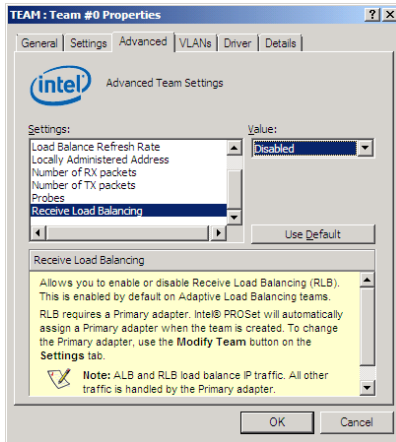 TEAM : Team #0 Properties
General Settings Advanced VLANs Driver Details
intel
Advanced Team Settings
Settings:
Value:
Load Balance Refresh Rate
Locally Administered Address
Number of RX packets
Number of TX packets
Probes
Receive Load Balancing
Disabled
Use Default
Receive Load Balancing
Allows you to enable or disable Receive Load Balancing (RLB).
This is enabled by default on Adaptive Load Balancing teams.
RLB requires a Primary adapter. Intel® PROSet will automatically
assign a Primary adapter when the team is created. To change
the Primary adapter, use the Modify Team button on the
Settings tab.
Note: ALB and RLB load balance IP traffic. All other
traffic is handled by the Primary adapter.
OK Cancel